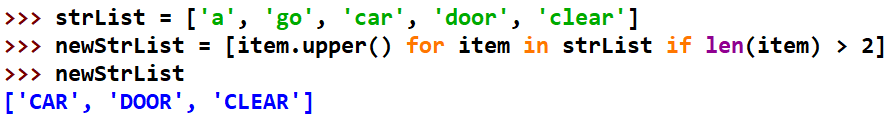 >>> strList = ['a', 'go', 'car', 'door', 'clear']
>>> newStrList = [item.upper() for item in strList if len(item) > 2]
>>> newStrList
['CAR', 'DOOR', 'CLEAR']